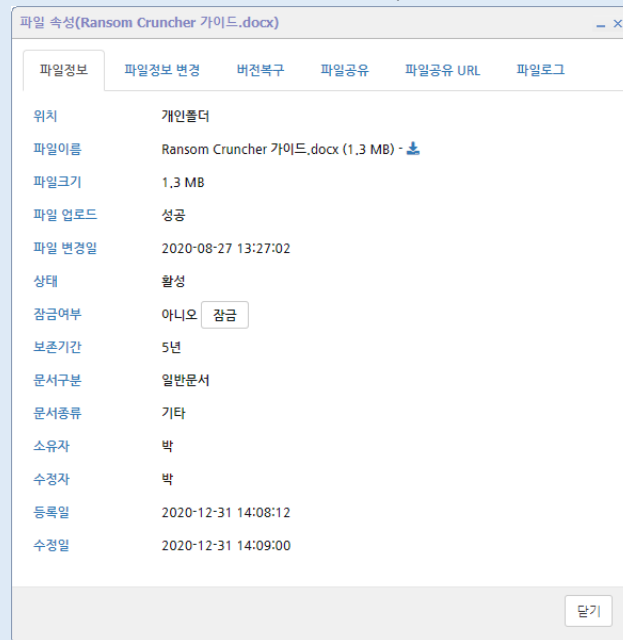 파일 속성(Ransom Cruncher 가이드.docx)
파일정보 파일정보 변경 버전복구 파일공유 파일공유 URL 파일로그
위치 개인폴더
파일이름 Ransom Cruncher 가이드.docx (1.3 MB) -
파일크기 1.3 MB
파일 업로드 성공
파일 변경일 2020-08-27 13:27:02
상태 활성
잠금여부 아니오 잠금
보존기간 5년
문서구분 일반문서
문서종류 기타
소유자 박
수정자 박
등록일 2020-12-31 14:08:12
수정일 2020-12-31 14:09:00
닫기